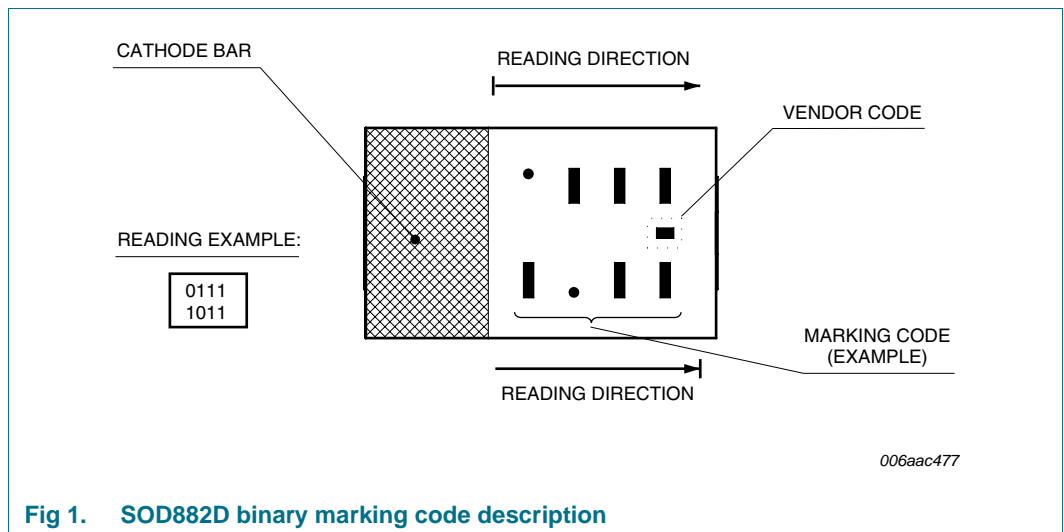 CATHODE BAR
READING DIRECTION
VENDOR CODE
READING EXAMPLE:
0111
1011
MARKING CODE
(EXAMPLE)
READING DIRECTION
006aac477
Fig 1. SOD882D binary marking code description